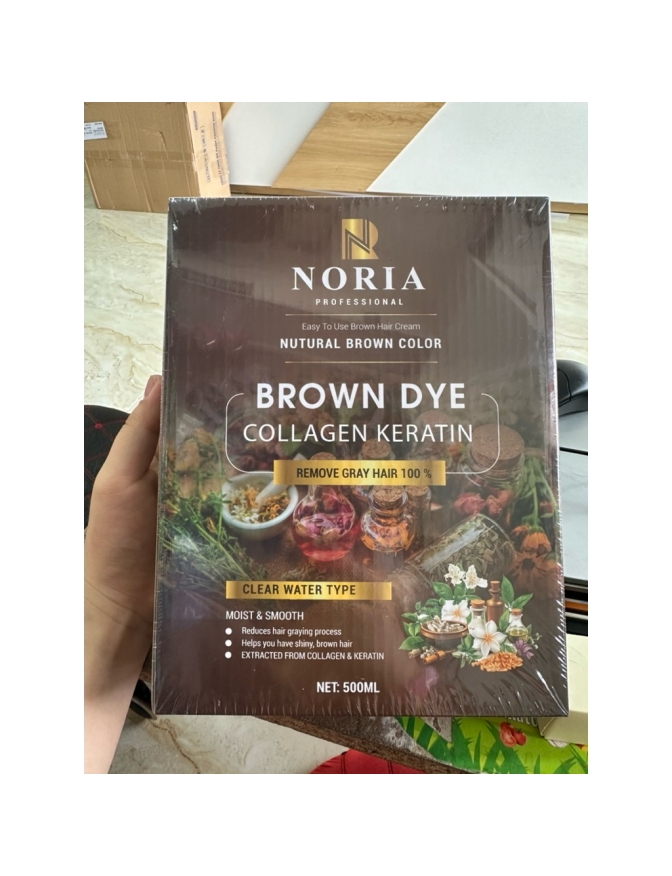 NORIA
PROFESSIONAL
Easy To Use Brown Hair Cream
NUTURAL BROWN COLOR
BROWN DYE
COLLAGEN KERATIN
REMOVE GRAY HAIR 100 %
CLEAR WATER TYPE
MOIST & SMOOTH
Reduces hair graying process
Helps you have shiny, brown hair
EXTRACTED FROM COLLAGEN & KERATIN
NET: 500ML